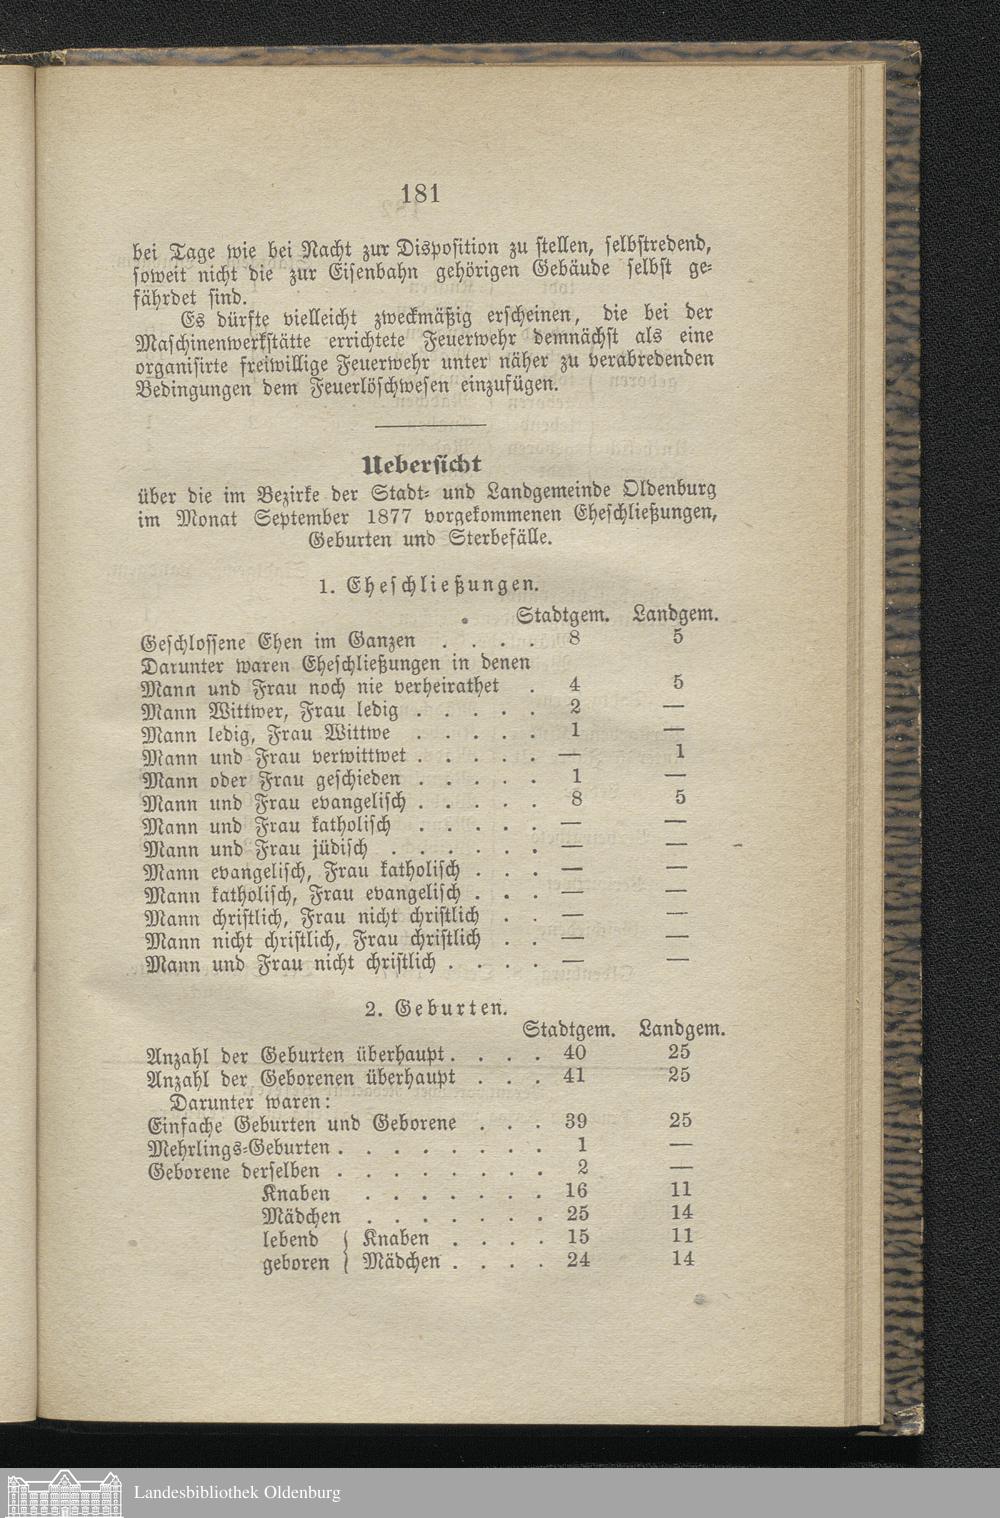 181
bei Tage wie bei Nacht zur Disposition zu stellen, selbstredend,
soweit nicht die zur Eisenbahn gehörigen Gebäude selbst ge-
fährdet sind.
Es dürfte vielleicht zweckmäßig erscheinen, die bei der
Maschinenwerkstätte errichtete Feuerwehr demnächst als eine
organisirte freiwillige Feuerwehr unter näher zu verabredenden
Bedingungen dem Feuerlöschwesen einzufügen.
Uebersicht
über die im Bezirke der Stadt- und Landgemeinde Oldenburg
im Monat September 1877 vorgekommenen Eheschließungen,
Geburten und Sterbefälle.
1. Eheschließungen.
Stadtgem. Landgem.
Geschlossene Ehen im Ganzen . . . . 8 5
Darunter waren Eheschließungen in denen
Mann und Frau noch nie verheirathet . 4 5
Mann Wittwer, Frau ledig . . . . . 2 —
Mann ledig, Frau Wittwe . . . . . 1 —
Mann und Frau verwittwet . . . . . — 1
Mann oder Frau geschieden . . . . . 1 —
Mann und Frau evangelisch . . . . . 8 5
Mann und Frau katholisch . . . . . — —
Mann und Frau jüdisch . . . . . . — —
Mann evangelisch, Frau katholisch . . . — —
Mann katholisch, Frau evangelisch . . . — —
Mann christlich, Frau nicht christlich . . — —
Mann nicht christlich, Frau christlich . . — —
Mann und Frau nicht christlich . . . . — —
2. Geburten.
Stadtgem. Landgem.
Anzahl der Geburten überhaupt . . . . 40 25
Anzahl der Geborenen überhaupt . . . 41 25
Darunter waren:
Einfache Geburten und Geborene . . . 39 25
Mehrlings-Geburten . . . . . . . . 1 —
Geborene derselben . . . . . . . . 2 —
Knaben . . . . . . . 16 11
Mädchen . . . . . . . 25 14
lebend { Knaben . . . . 15 11
geboren { Mädchen . . . . 24 14
Landesbibliothek Oldenburg